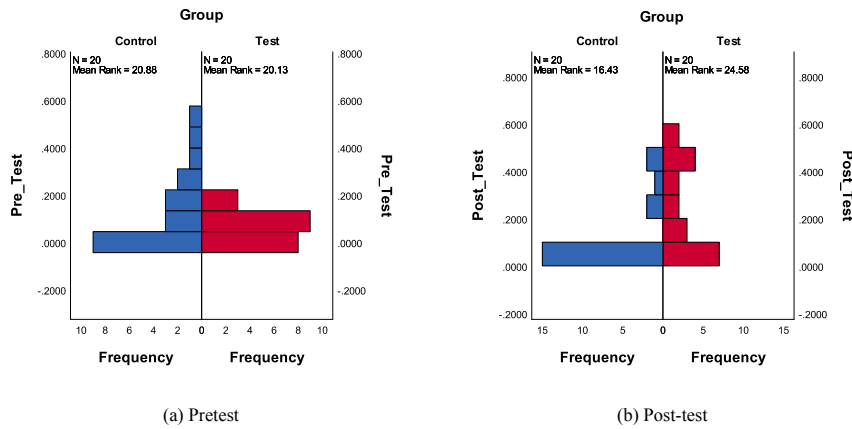 Group
Control Test
N = 20 N = 20
Mean Rank = 20.88 Mean Rank = 20.13
.8000 .8000
.6000 .6000
.4000 .4000
.2000 .2000
.0000 .0000
-.2000 -.2000
Pre_Test Pre_Test
10 8 6 4 2 0 2 4 6 8 10
Frequency Frequency
(a) Pretest
Group
Control Test
N = 20 N = 20
Mean Rank = 16.43 Mean Rank = 24.58
.8000 .8000
.6000 .6000
.4000 .4000
.2000 .2000
.0000 .0000
-.2000 -.2000
Post_Test Post_Test
15 10 5 0 5 10 15
Frequency Frequency
(b) Post-test